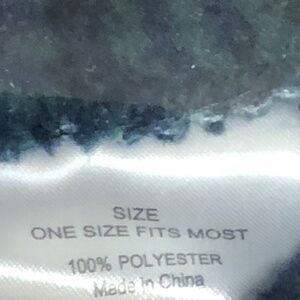 SIZE
ONE SIZE FITS MOST
100% POLYESTER
Made in China